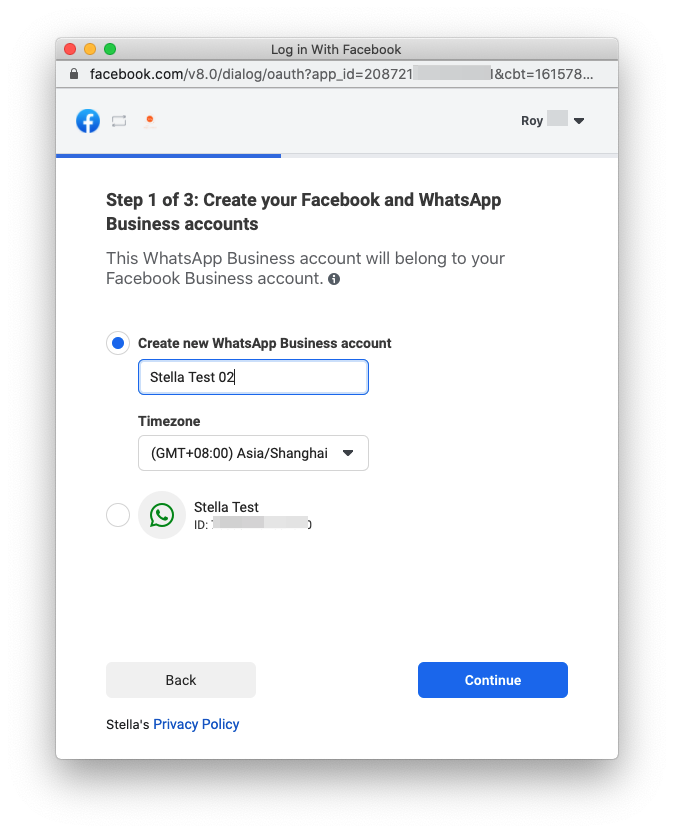 Log in With Facebook
facebook.com/v8.0/dialog/oauth?app_id=208721 &cbt=161578...
Roy
Step 1 of 3: Create your Facebook and WhatsApp
Business accounts
This WhatsApp Business account will belong to your
Facebook Business account.
Create new WhatsApp Business account
Stella Test 02
Timezone
(GMT+08:00) Asia/Shanghai
Stella Test
ID:
Back
Continue
Stella's Privacy Policy